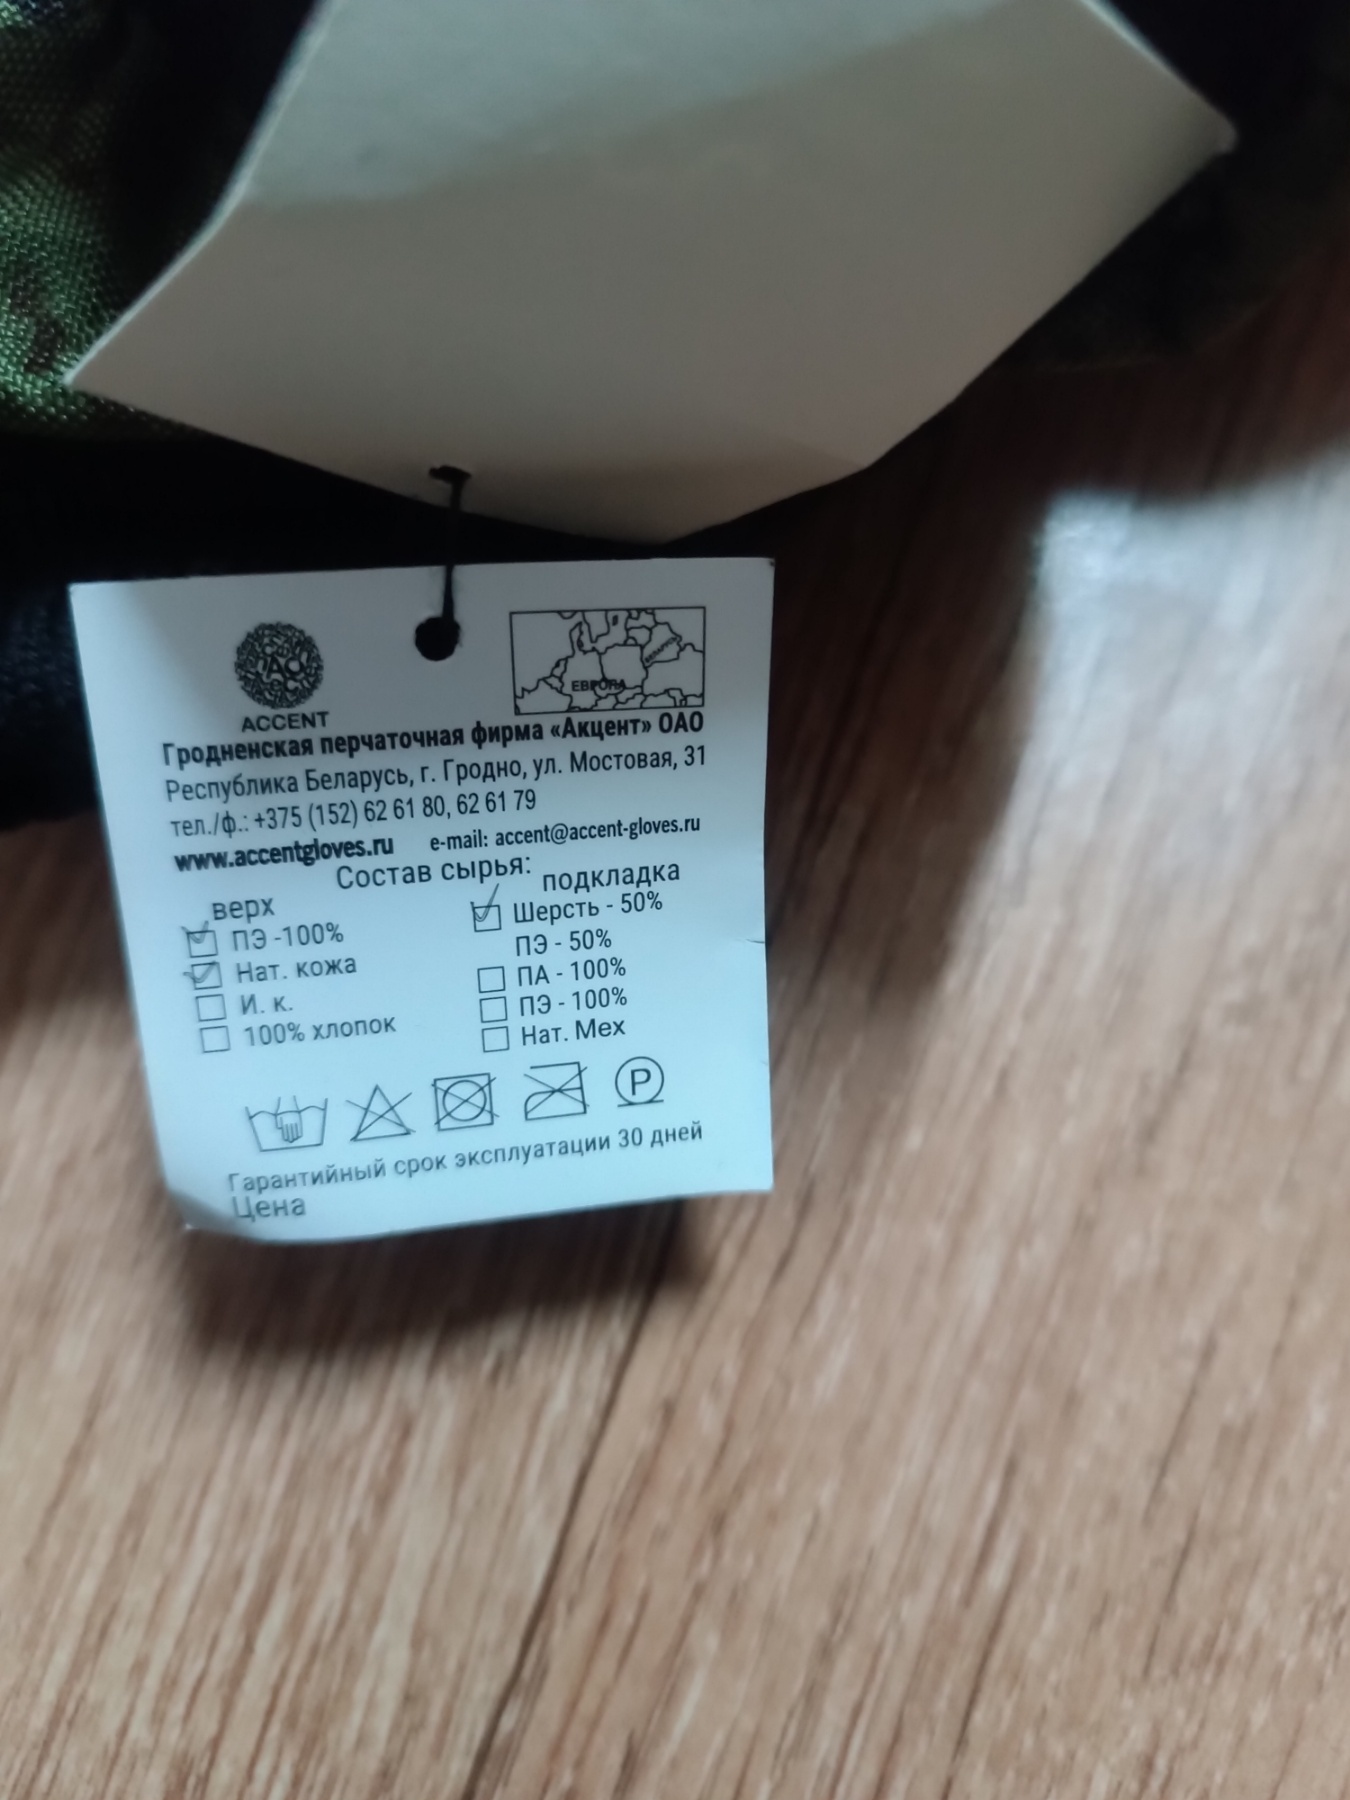 ACCENT
ЕВРОПА
БЕЛАРУСЬ
Гродненская перчаточная фирма «Акцент» ОАО
Республика Беларусь, г. Гродно, ул. Мостовая, 31
тел./ф.: +375 (152) 62 61 80, 62 61 79
www.accentgloves.ru e-mail: accent@accent-gloves.ru
Состав сырья:
верх
ПЭ -100%
Нат. кожа
И. к.
100% хлопок
подкладка
Шерсть - 50%
ПЭ - 50%
ПА - 100%
ПЭ - 100%
Нат. Мех
P
Гарантийный срок эксплуатации 30 дней
Цена